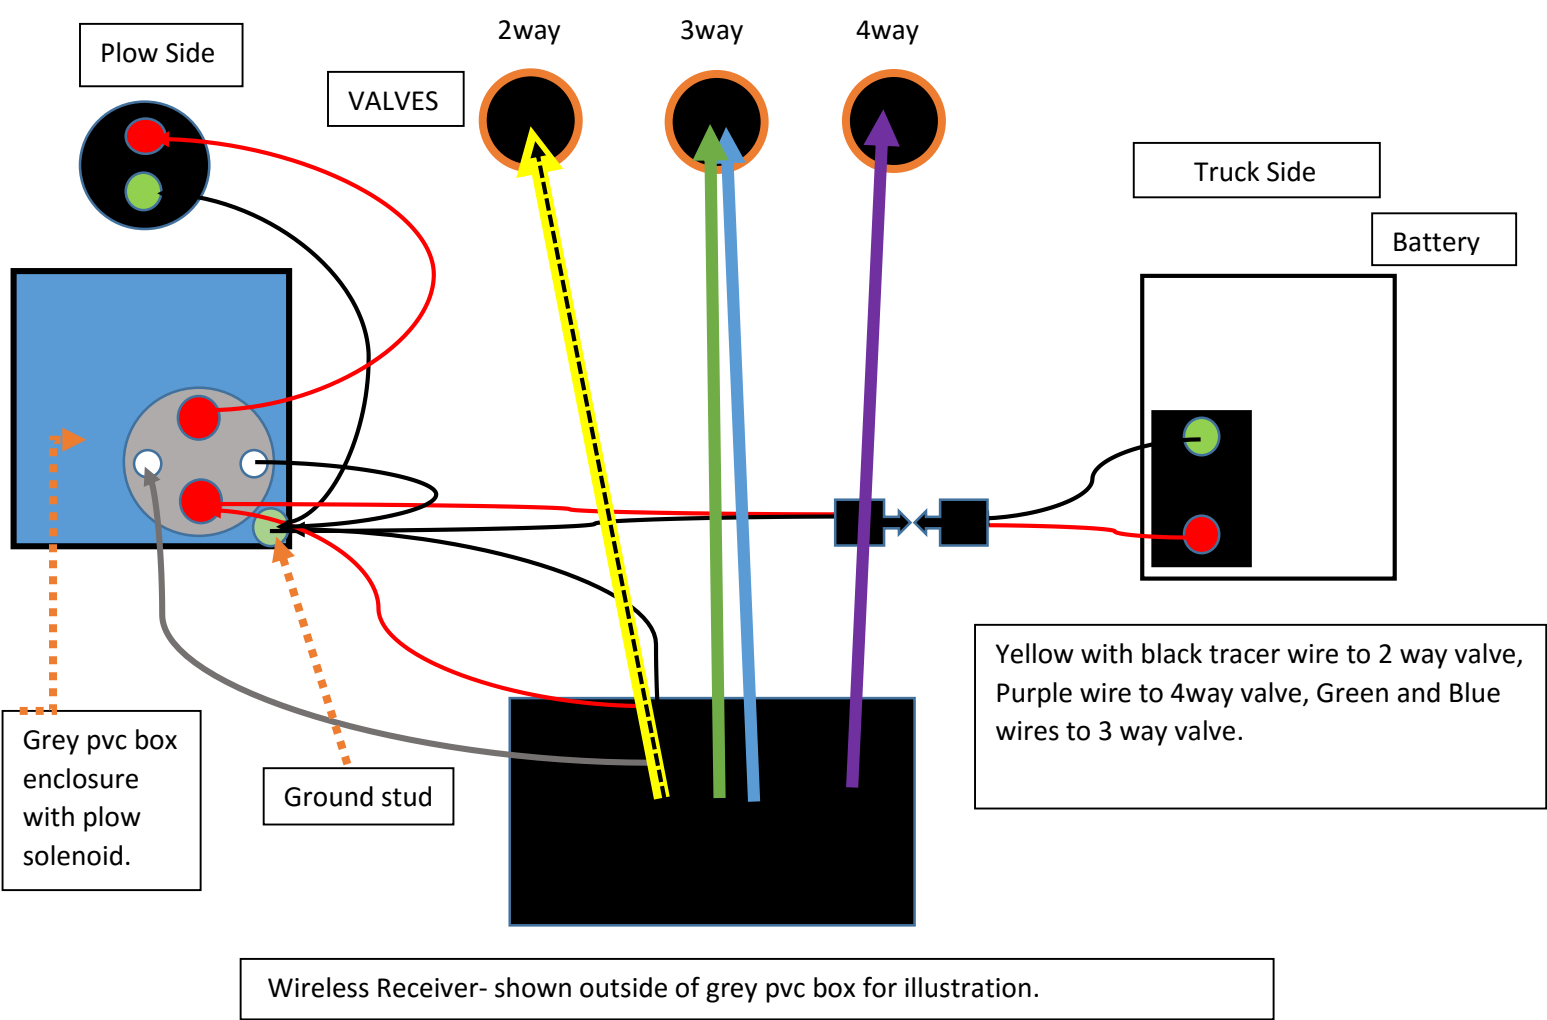 2way
3way
4way
Plow Side
VALVES
Truck Side
Battery
Yellow with black tracer wire to 2 way valve,
Purple wire to 4way valve, Green and Blue
wires to 3 way valve.
Grey pvc box
enclosure
with plow
solenoid.
Ground stud
Wireless Receiver- shown outside of grey pvc box for illustration.